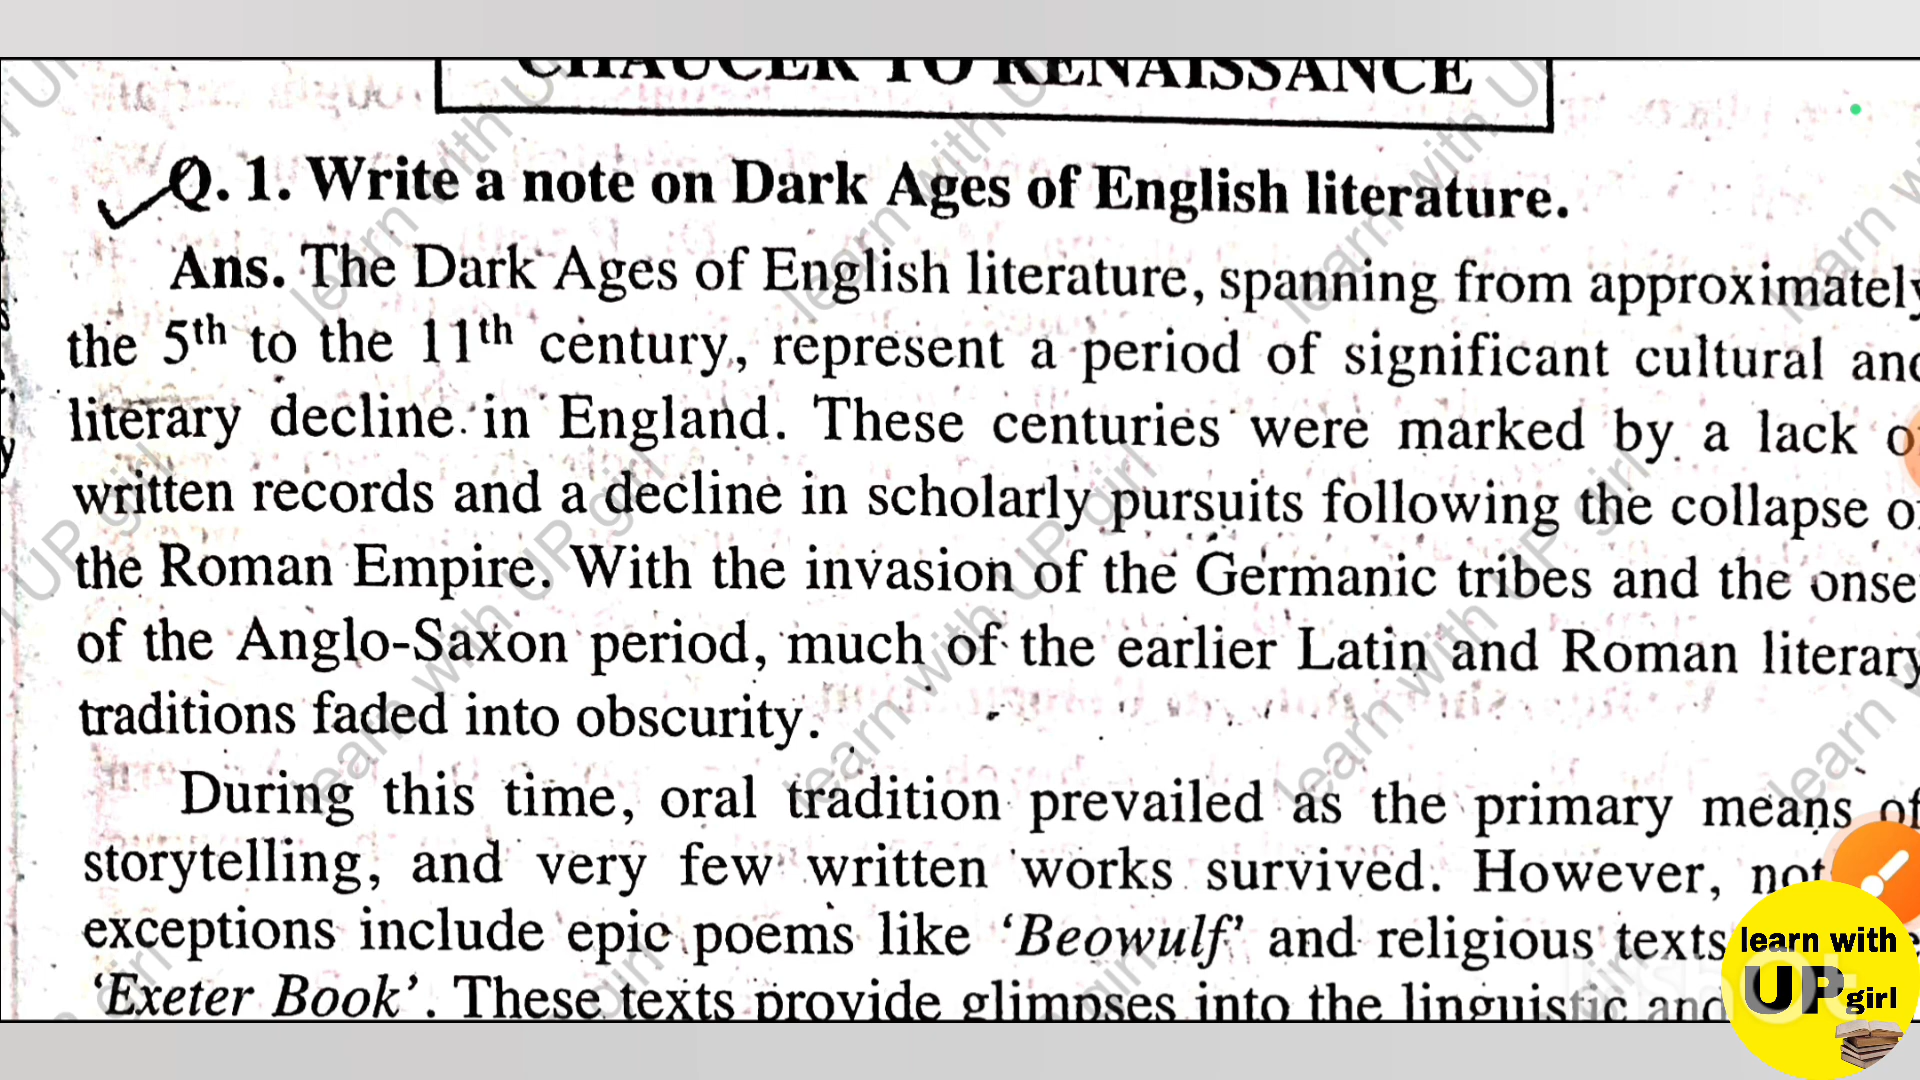 CHAUCER TO RENAISSANCE
Q. 1. Write a note on Dark Ages of English literature.
Ans. The Dark Ages of English literature, spanning from approximately
the 5th to the 11th century, represent a period of significant cultural and
literary decline in England. These centuries were marked by a lack of
written records and a decline in scholarly pursuits following the collapse of
the Roman Empire. With the invasion of the Germanic tribes and the onset
of the Anglo-Saxon period, much of the earlier Latin and Roman literary
traditions faded into obscurity.
During this time, oral tradition prevailed as the primary means of
storytelling, and very few written works survived. However,
exceptions include epic poems like ‘Beowulf’ and religious texts
‘Exeter Book’. These texts provide glimpses into the linguistic and
learn with
UP girl
learn with UP girl